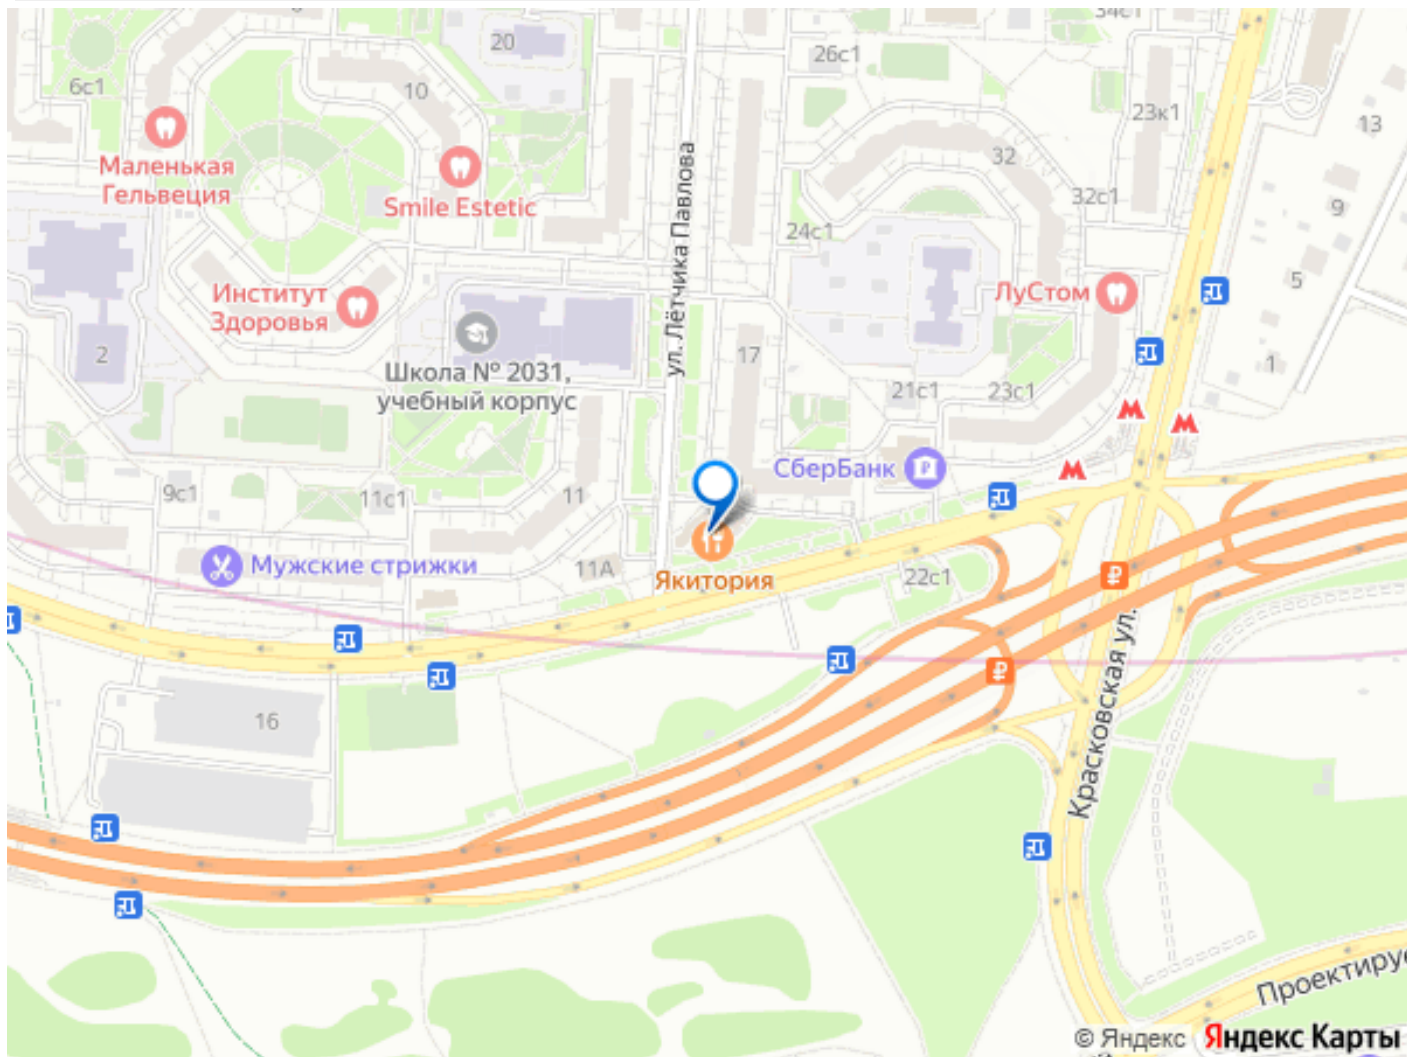 34с1
20
26с1
6с1
10
23к1
13
Маленькая
Гельвеция
Smile Estetic
ул. Лётчика Павлова
32
32с1
9
24с1
Институт
Здоровья
ЛуСтом
5
2
Школа № 2031,
учебный корпус
17
1
21с1
23с1
СберБанк
9с1
11с1
11
Мужские стрижки
11А
Якитория
22с1
16
Красковская ул.
Проектируе
© Яндекс
Яндекс Карты